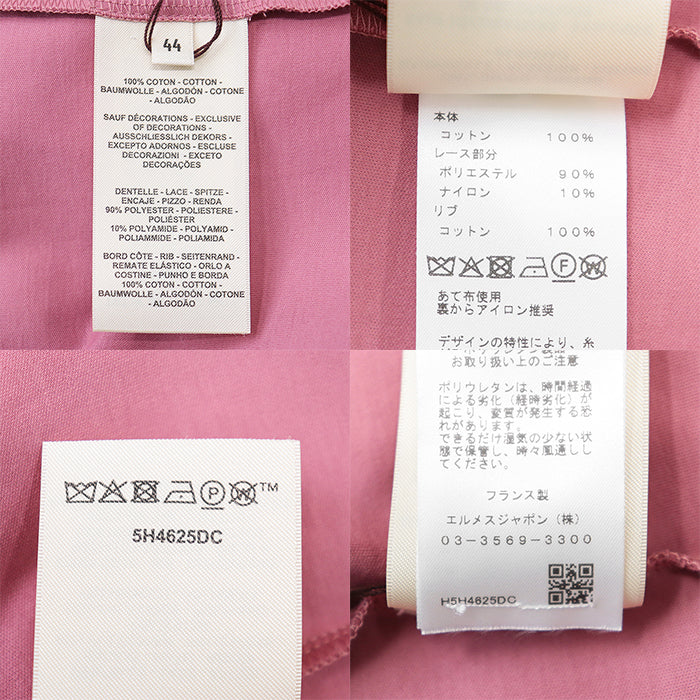 44
100% COTON - COTTON -
BAUMWOLLE - ALGODÓN - COTONE
- ALGODÃO
SAUF DÉCORATIONS - EXCLUSIVE
OF DECORATIONS -
AUSSCHLIESSLICH DEKORS -
EXCEPTO ADORNOS - ESCLUSE
DECORAZIONI - EXCETO
DECORAÇÕES
DENTELLE - LACE - SPITZE -
ENCAJE - PIZZO - RENDA
90% POLYESTER - POLIESTERE -
POLIÉSTER
10% POLYAMIDE - POLYAMID -
POLIAMMIDE - POLIAMIDA
BORD CÔTE - RIB - SEITENRAND -
REMATE ELÁSTICO - ORLO A
COSTINE - PUNHO E BORDA
100% COTON - COTTON -
BAUMWOLLE - ALGODÓN - COTONE
- ALGODÃO
本体
コットン 100%
レース部分
ポリエステル 90%
ナイロン 10%
リブ
コットン 100%
F
W
あて布使用
裏からアイロン推奨
デザインの特性により、糸
P
W
TM
5H4625DC
お取り扱い上のご注意
ポリウレタンは、時間経過
による劣化(経時劣化)が
起こり、変質が発生する恐
れがあります。
できるだけ湿気の少ない状
態で保管し、時々風通しし
てください。
フランス製
エルメスジャポン(株)
03-3569-3300
H5H4625DC